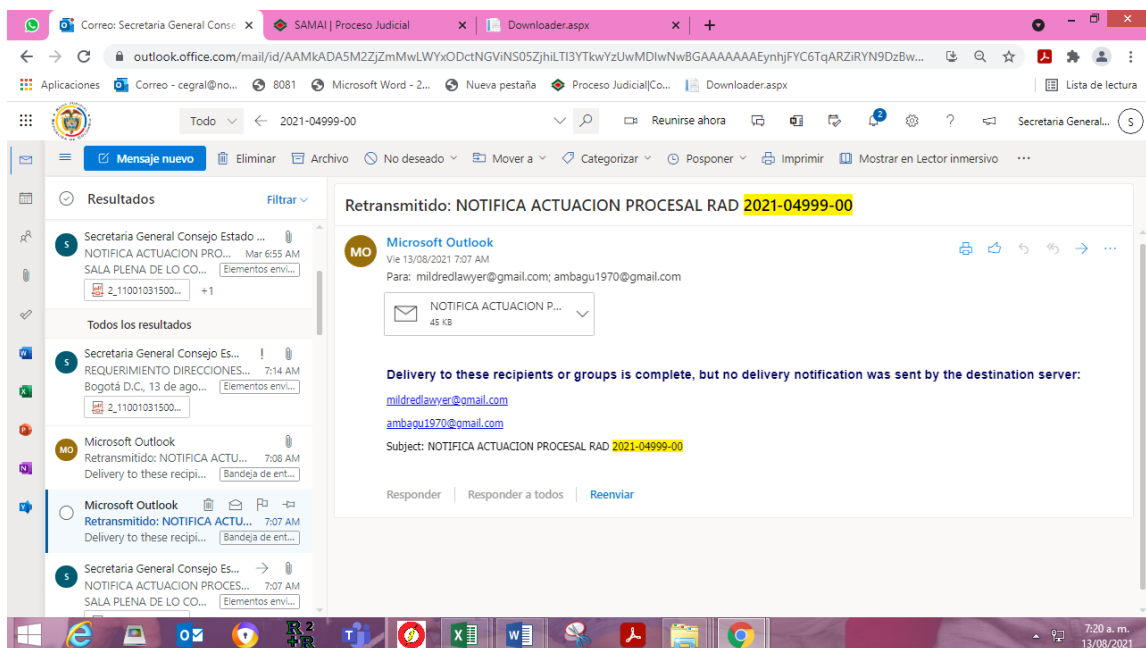 Correo: Secretaria General Conse
SAMAI | Proceso Judicial
Downloader.aspx
outlook.office.com/mail/id/AAMkADA5M2ZjZmMwLWYxODctNGViNS05ZjhiLTI3YTkwYzUwMDIwNwBGAAAAAAAEynhjFYC6TqARZiRYN9DzBw...
Aplicaciones
Correo - cegral@no...
8081
Microsoft Word - 2...
Nueva pestaña
Proceso Judicial|Co...
Downloader.aspx
Lista de lectura
Todo
2021-04999-00
Reunirse ahora
2
Secretaria General...
S
Mensaje nuevo
Eliminar
Archivo
No deseado
Mover a
Categorizar
Posponer
Imprimir
Mostrar en Lector inmersivo
Resultados
Filtrar
S
Secretaria General Consejo Estado ...
NOTIFICA ACTUACION PRO... Mar 6:55 AM
SALA PLENA DE LO CO... Elementos envi...
2_11001031500... +1
Todos los resultados
S
Secretaria General Consejo Es... !
REQUERIMIENTO DIRECCIONES... 7:14 AM
Bogotá D.C., 13 de ago... Elementos envi...
2_11001031500...
MO
Microsoft Outlook
Retransmitido: NOTIFICA ACTU... 7:08 AM
Delivery to these recipi... Bandeja de ent...
Microsoft Outlook
Retransmitido: NOTIFICA ACTU... 7:07 AM
Delivery to these recipi... Bandeja de ent...
S
Secretaria General Consejo Es...
NOTIFICA ACTUACION PROCES... 7:07 AM
SALA PLENA DE LO CO... Elementos envi...
Retransmitido: NOTIFICA ACTUACION PROCESAL RAD 2021-04999-00
MO
Microsoft Outlook
Vie 13/08/2021 7:07 AM
Para: mildredlawyer@gmail.com; ambagu1970@gmail.com
NOTIFICA ACTUACION P...
45 KB
Delivery to these recipients or groups is complete, but no delivery notification was sent by the destination server:
mildredlawyer@gmail.com
ambagu1970@gmail.com
Subject: NOTIFICA ACTUACION PROCESAL RAD 2021-04999-00
Responder
Responder a todos
Reenviar
7:20 a. m.
13/08/2021